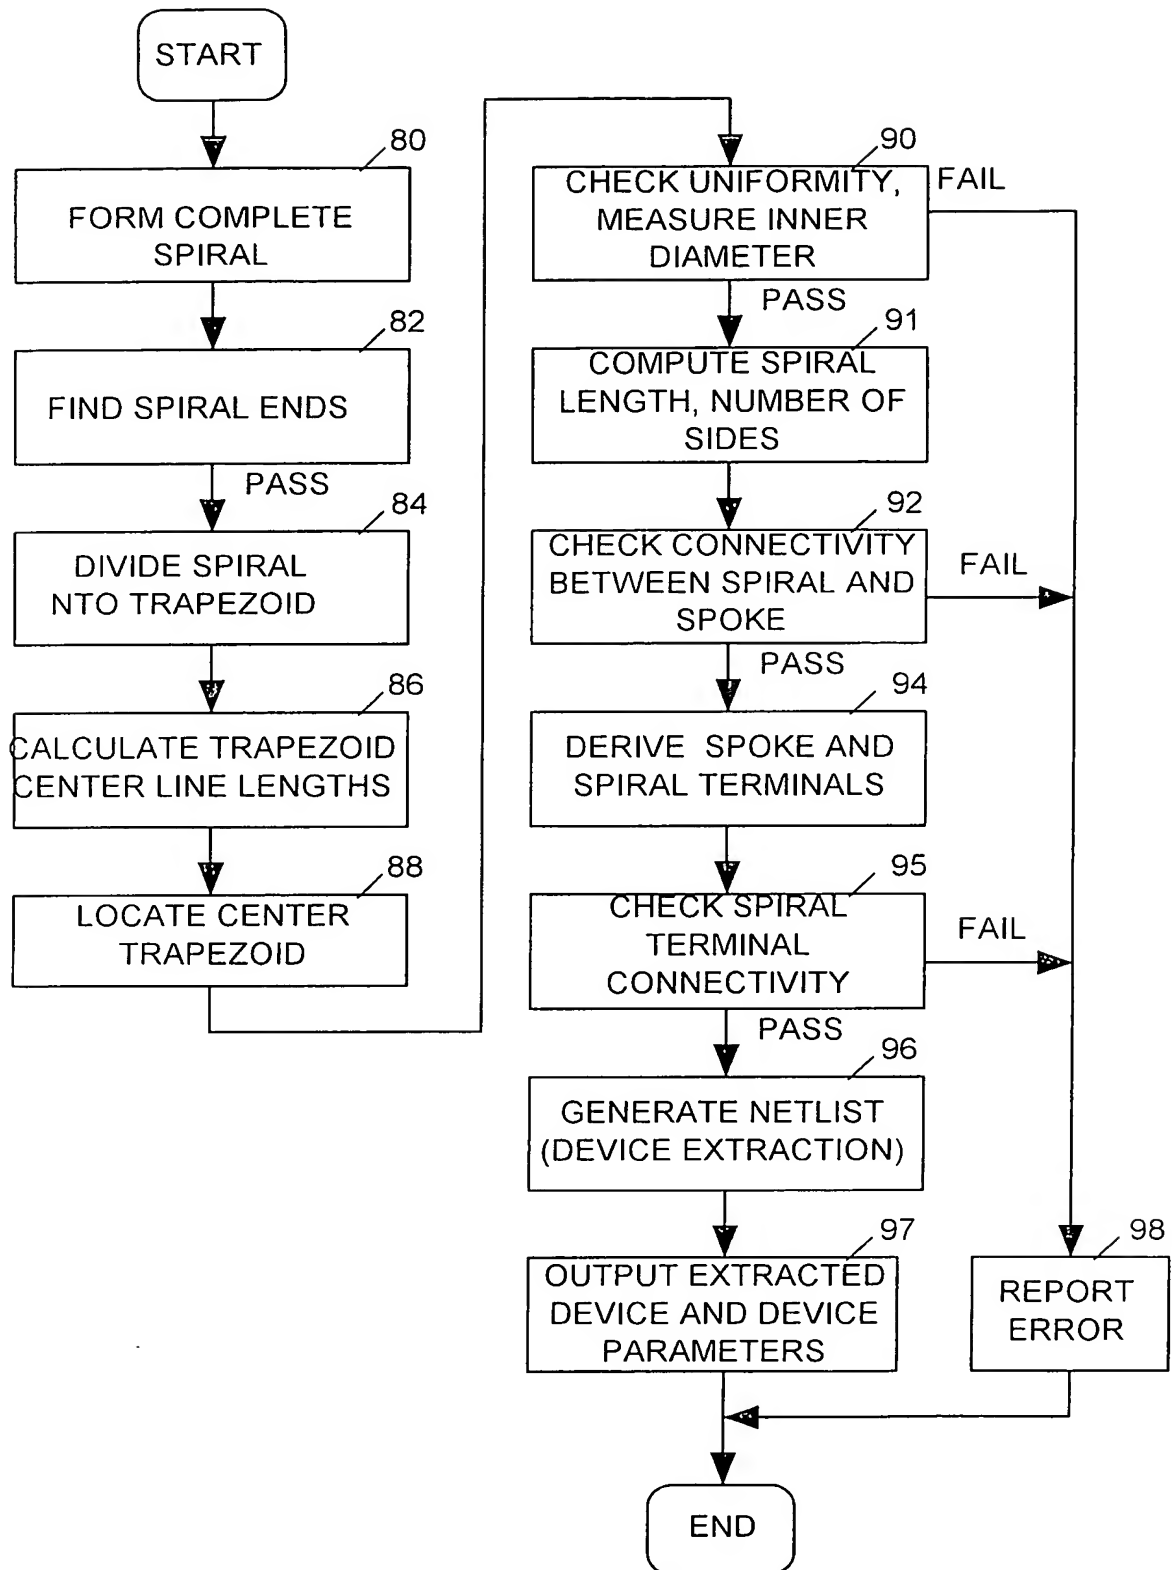 START
80
FORM COMPLETE
SPIRAL
82
FIND SPIRAL ENDS
PASS
84
DIVIDE SPIRAL
NTO TRAPEZOID
86
CALCULATE TRAPEZOID
CENTER LINE LENGTHS
88
LOCATE CENTER
TRAPEZOID
90
CHECK UNIFORMITY,
MEASURE INNER
DIAMETER
FAIL
PASS
91
COMPUTE SPIRAL
LENGTH, NUMBER OF
SIDES
92
CHECK CONNECTIVITY
BETWEEN SPIRAL AND
SPOKE
FAIL
PASS
94
DERIVE SPOKE AND
SPIRAL TERMINALS
95
CHECK SPIRAL
TERMINAL
CONNECTIVITY
FAIL
PASS
96
GENERATE NETLIST
(DEVICE EXTRACTION)
97
OUTPUT EXTRACTED
DEVICE AND DEVICE
PARAMETERS
98
REPORT
ERROR
END